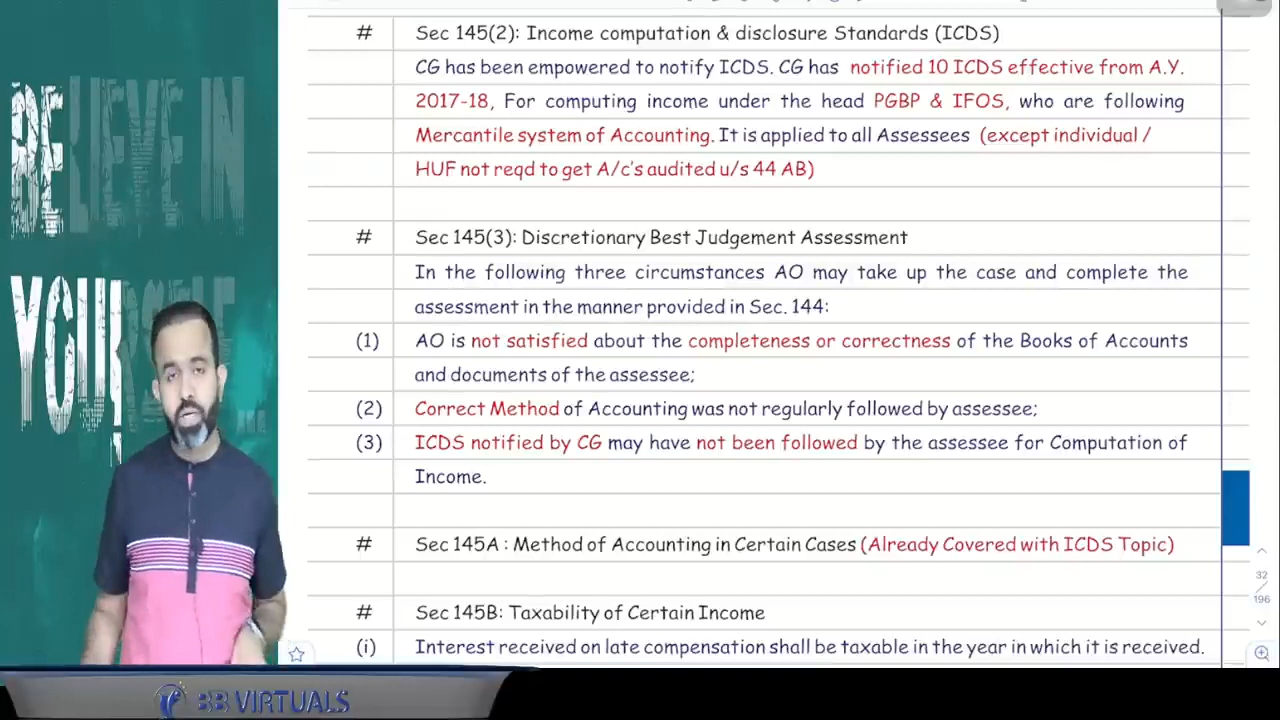 BELIEVE IN
YOURSELF
# Sec 145(2): Income computation & disclosure Standards (ICDS)
CG has been empowered to notify ICDS. CG has notified 10 ICDS effective from A.Y.
2017-18, For computing income under the head PGBP & IFOS, who are following
Mercantile system of Accounting. It is applied to all Assessees (except individual /
HUF not reqd to get A/c's audited u/s 44 AB)
# Sec 145(3): Discretionary Best Judgement Assessment
In the following three circumstances AO may take up the case and complete the
assessment in the manner provided in Sec. 144:
(1) AO is not satisfied about the completeness or correctness of the Books of Accounts
and documents of the assessee;
(2) Correct Method of Accounting was not regularly followed by assessee;
(3) ICDS notified by CG may have not been followed by the assessee for Computation of
Income.
# Sec 145A : Method of Accounting in Certain Cases (Already Covered with ICDS Topic)
# Sec 145B: Taxability of Certain Income
(i) Interest received on late compensation shall be taxable in the year in which it is received.
32
196
BB VIRTUALS